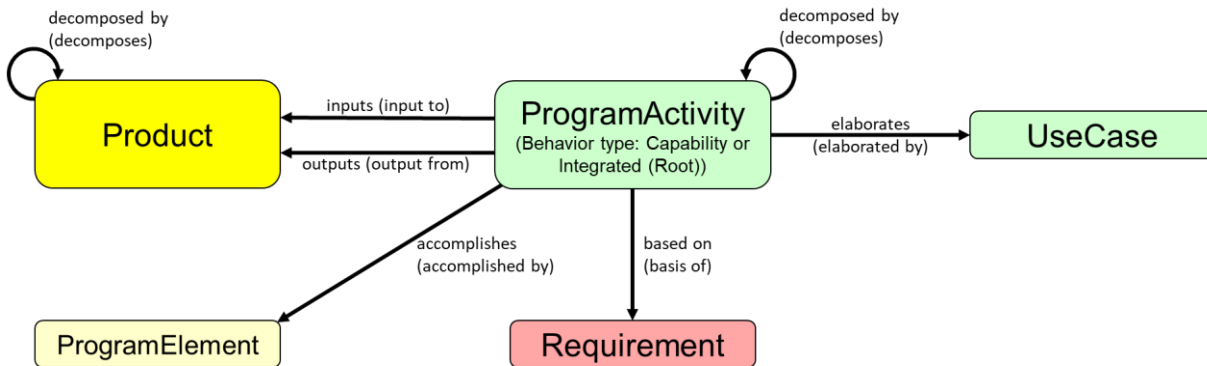 decomposed by
(decomposes)
decomposed by
(decomposes)
Product
inputs (input to)
outputs (output from)
ProgramActivity
(Behavior type: Capability or
Integrated (Root))
elaborates
(elaborated by)
UseCase
accomplishes
(accomplished by)
based on
(basis of)
ProgramElement
Requirement